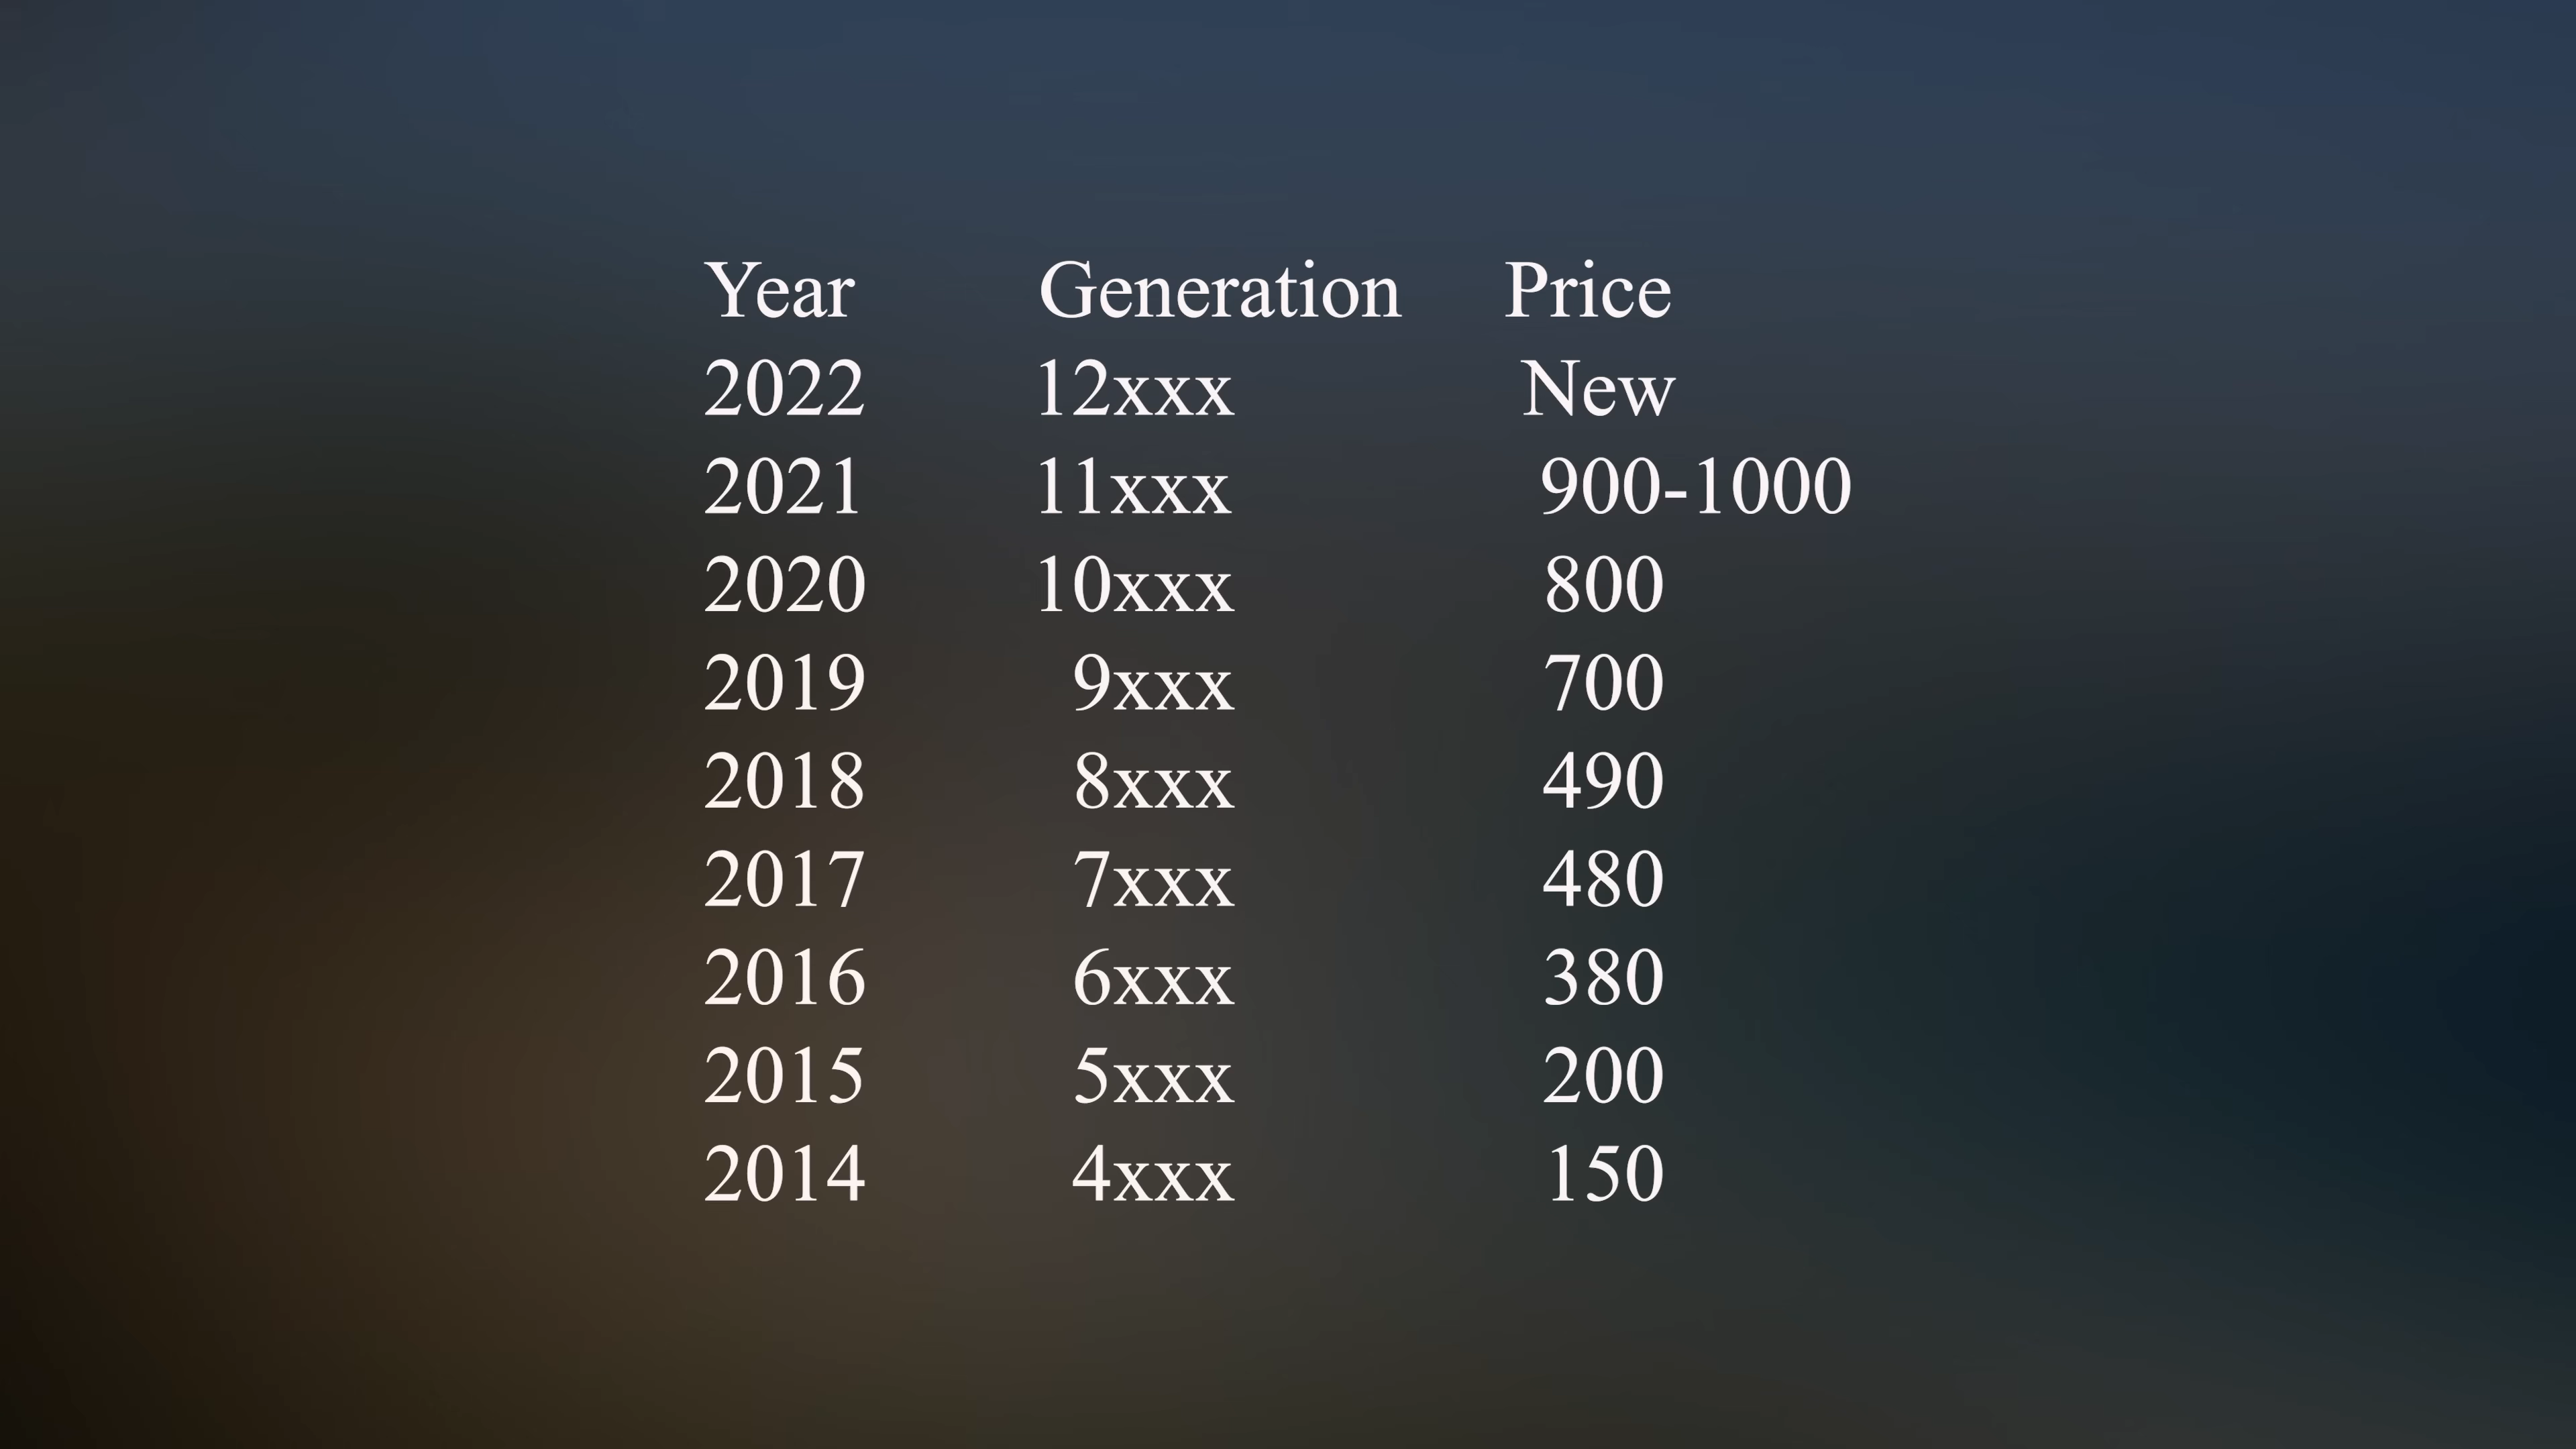 Year Generation Price
2022 12xxx New
2021 11xxx 900-1000
2020 10xxx 800
2019 9xxx 700
2018 8xxx 490
2017 7xxx 480
2016 6xxx 380
2015 5xxx 200
2014 4xxx 150